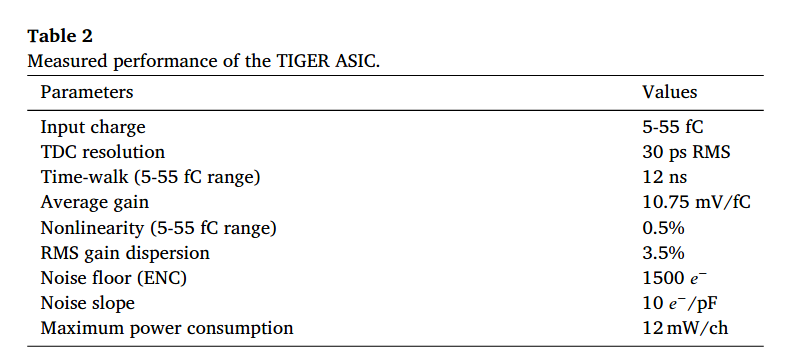 Table 2
Measured performance of the TIGER ASIC.
Parameters Values
Input charge 5-55 fC
TDC resolution 30 ps RMS
Time-walk (5-55 fC range) 12 ns
Average gain 10.75 mV/fC
Nonlinearity (5-55 fC range) 0.5%
RMS gain dispersion 3.5%
Noise floor (ENC) 1500 e⁻
Noise slope 10 e⁻/pF
Maximum power consumption 12 mW/ch